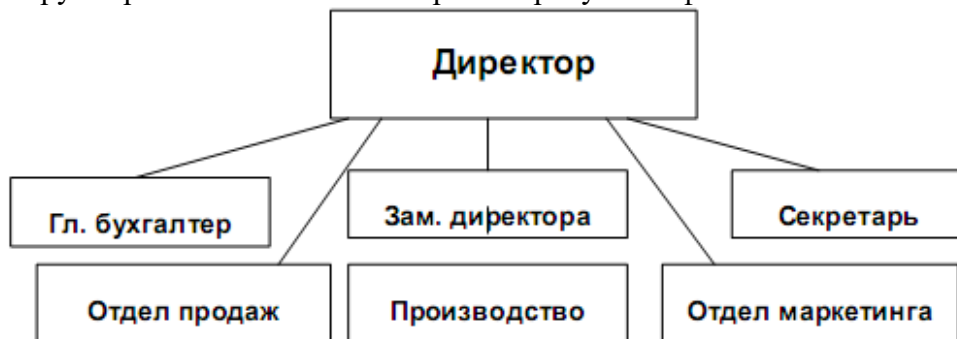 Директор
Гл. бухгалтер
Зам. директора
Секретарь
Отдел продаж
Производство
Отдел маркетинга